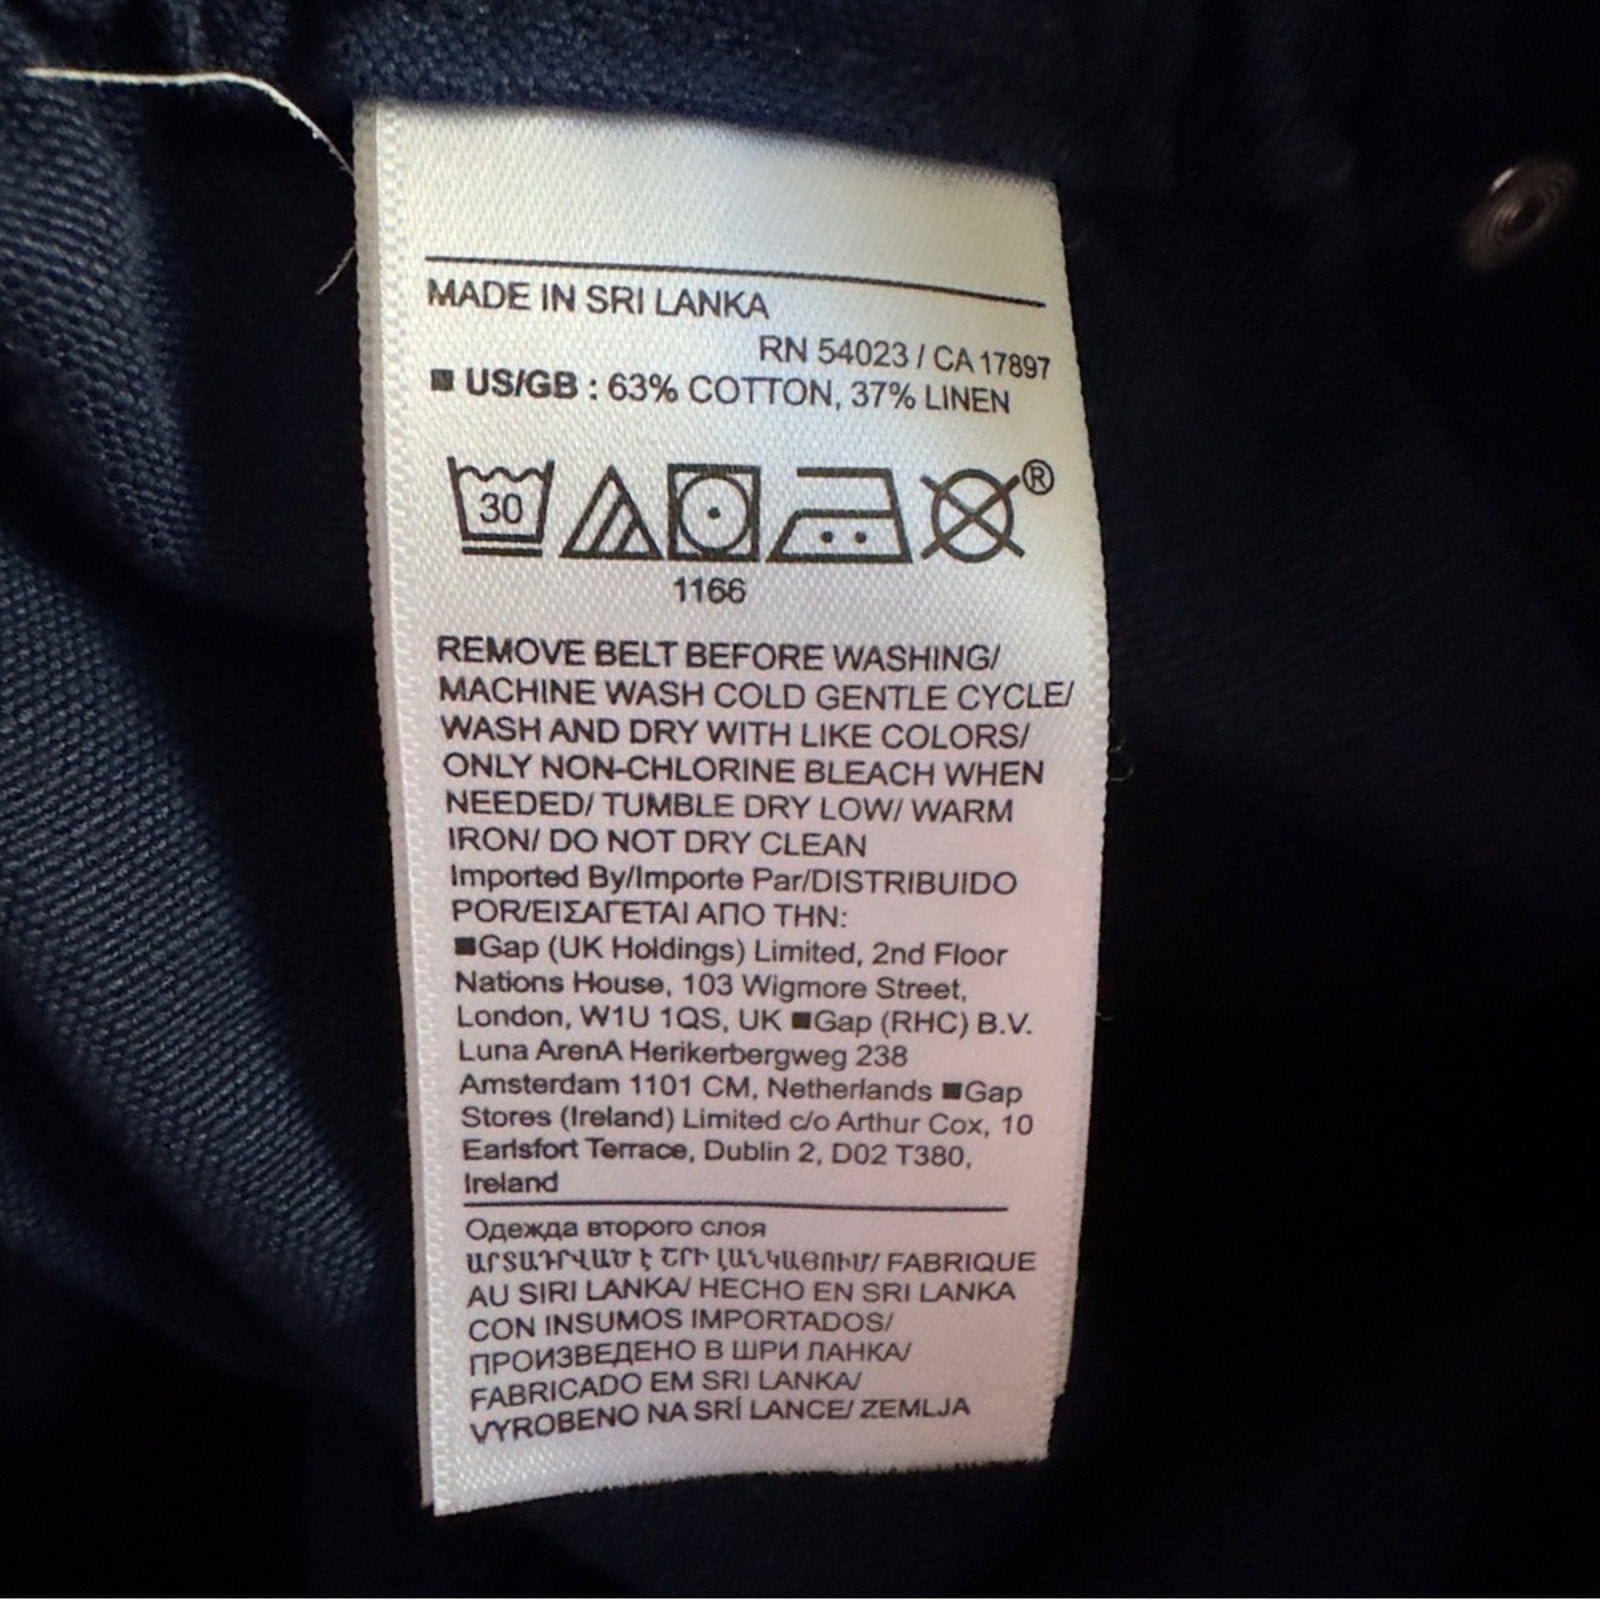 MADE IN SRI LANKA
RN 54023 / CA 17897
■ US/GB : 63% COTTON, 37% LINEN
30
®
1166
REMOVE BELT BEFORE WASHING/
MACHINE WASH COLD GENTLE CYCLE/
WASH AND DRY WITH LIKE COLORS/
ONLY NON-CHLORINE BLEACH WHEN
NEEDED/ TUMBLE DRY LOW/ WARM
IRON/ DO NOT DRY CLEAN
Imported By/Importe Par/DISTRIBUIDO
POR/ΕΙΣΑΓΕΤΑΙ ΑΠΟ ΤΗΝ:
■Gap (UK Holdings) Limited, 2nd Floor
Nations House, 103 Wigmore Street,
London, W1U 1QS, UK ■Gap (RHC) B.V.
Luna ArenA Herikerbergweg 238
Amsterdam 1101 CM, Netherlands ■Gap
Stores (Ireland) Limited c/o Arthur Cox, 10
Earlsfort Terrace, Dublin 2, D02 T380,
Ireland
Одежда второго слоя
ԱՐՏԱԴՐՎԱԾ Է ՇՐԻ ԼԱՆԿԱՅՈՒՄ/ FABRIQUE
AU SIRI LANKA/ HECHO EN SRI LANKA
CON INSUMOS IMPORTADOS/
ПРОИЗВЕДЕНО В ШРИ ЛАНКА/
FABRICADO EM SRI LANKA/
VYROBENO NA SRÍ LANCE/ ZEMLJA